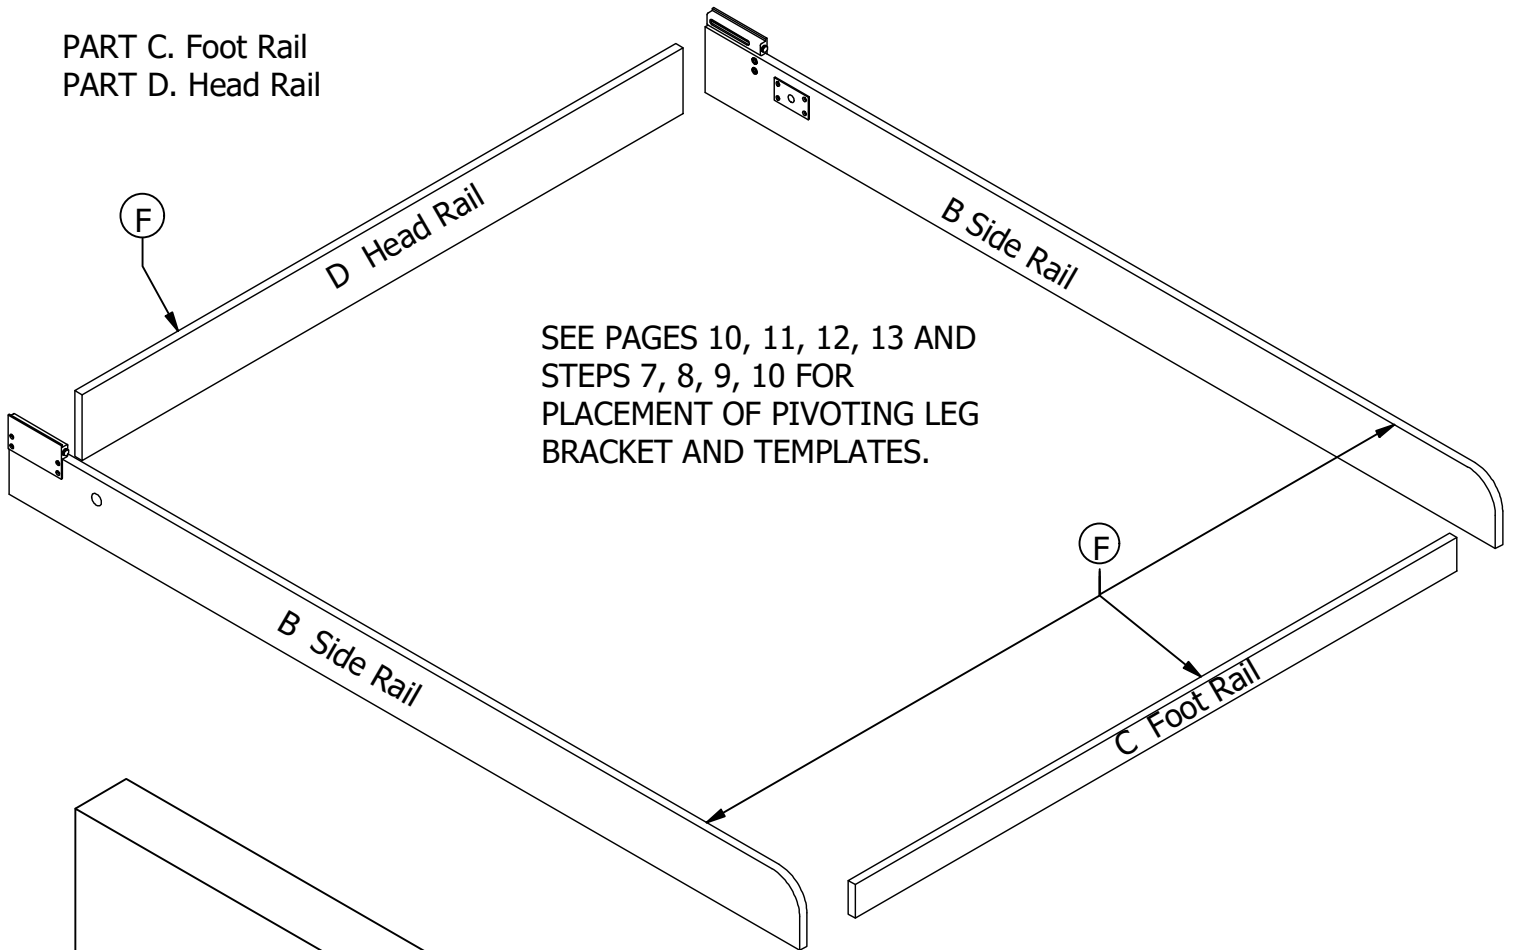 PART C. Foot Rail
PART D. Head Rail
F
D Head Rail
B Side Rail
SEE PAGES 10, 11, 12, 13 AND
STEPS 7, 8, 9, 10 FOR
PLACEMENT OF PIVOTING LEG
BRACKET AND TEMPLATES.
F
B Side Rail
C Foot Rail